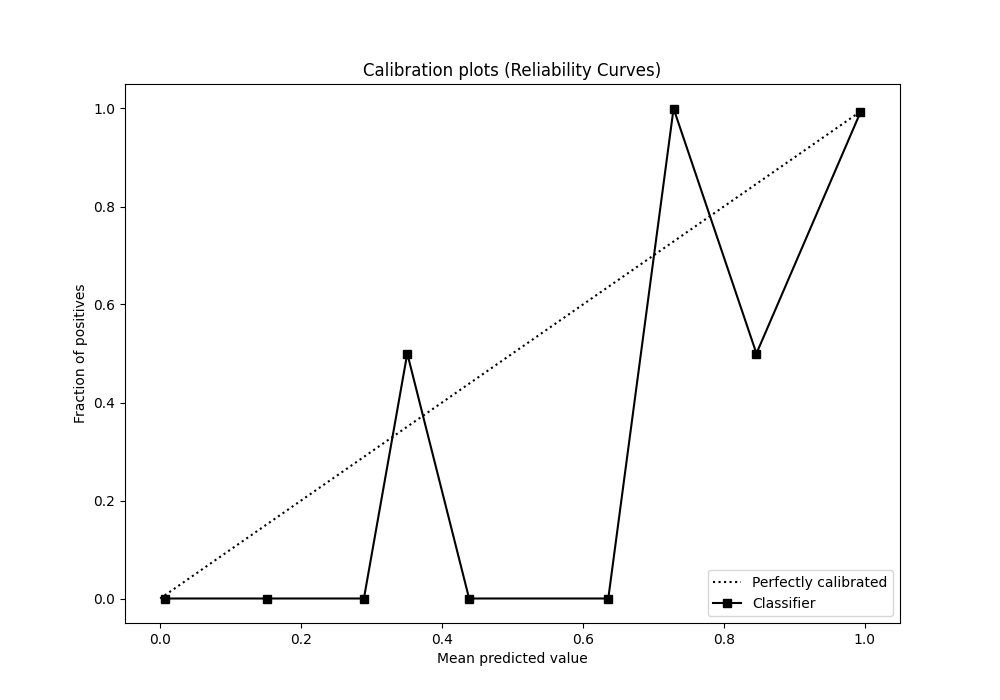 Calibration plots (Reliability Curves)
1.0
0.8
0.6
0.4
0.2
0.0
Fraction of positives
0.0 0.2 0.4 0.6 0.8 1.0
Mean predicted value
Perfectly calibrated
Classifier